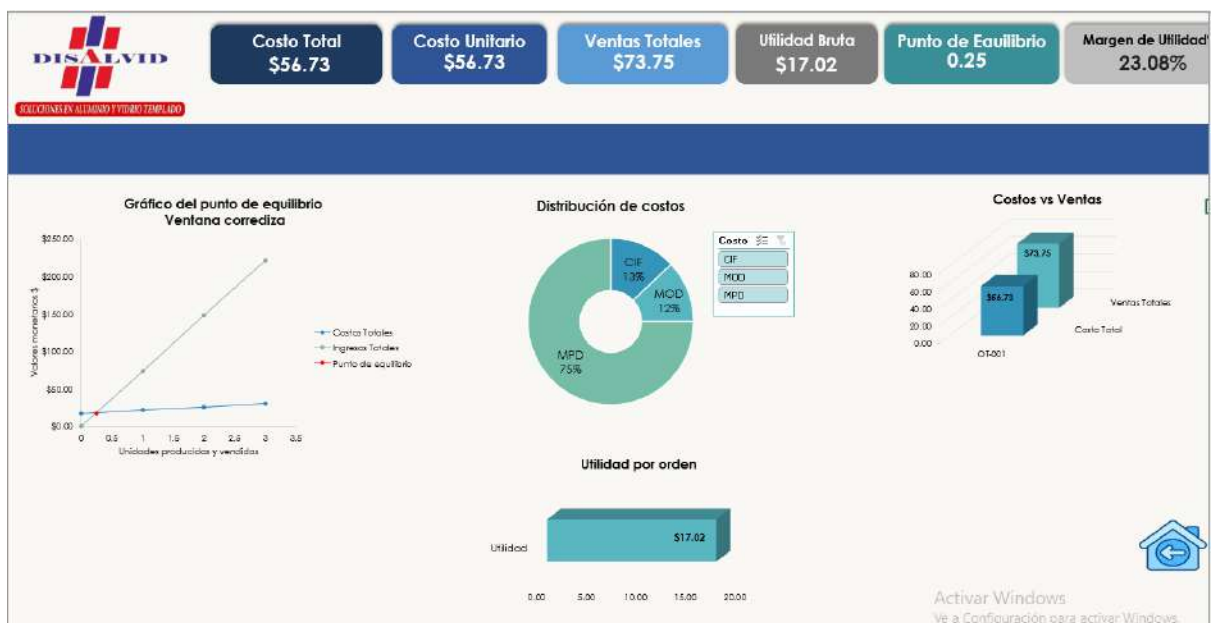 DISALVID
SOLUCIONES EN ALUMINIO Y VIDRIO TEMPLADO
Costo Total
$56.73
Costo Unitario
$56.73
Ventas Totales
$73.75
Utilidad Bruta
$17.02
Punto de Equilibrio
0.25
Margen de Utilidad
23.08%
Gráfico del punto de equilibrio
Ventana corrediza
$250.00
$200.00
$150.00
$100.00
$50.00
$0.00
Valores monetarios $
0 0.5 1 1.5 2 2.5 3 3.5
Unidades producidas y vendidas
Costos Totales
Ingresos Totales
Punto de equilibrio
Distribución de costos
CIF
13%
MOD
12%
MPD
75%
Costo
CIF
MOD
MPD
Costos vs Ventas
80.00
60.00
40.00
20.00
0.00
$73.75
$56.73
Ventas Totales
Costo Total
OT-001
Utilidad por orden
Utilidad
$17.02
0.00 5.00 10.00 15.00 20.00
Activar Windows
Ve a Configuración para activar Windows.